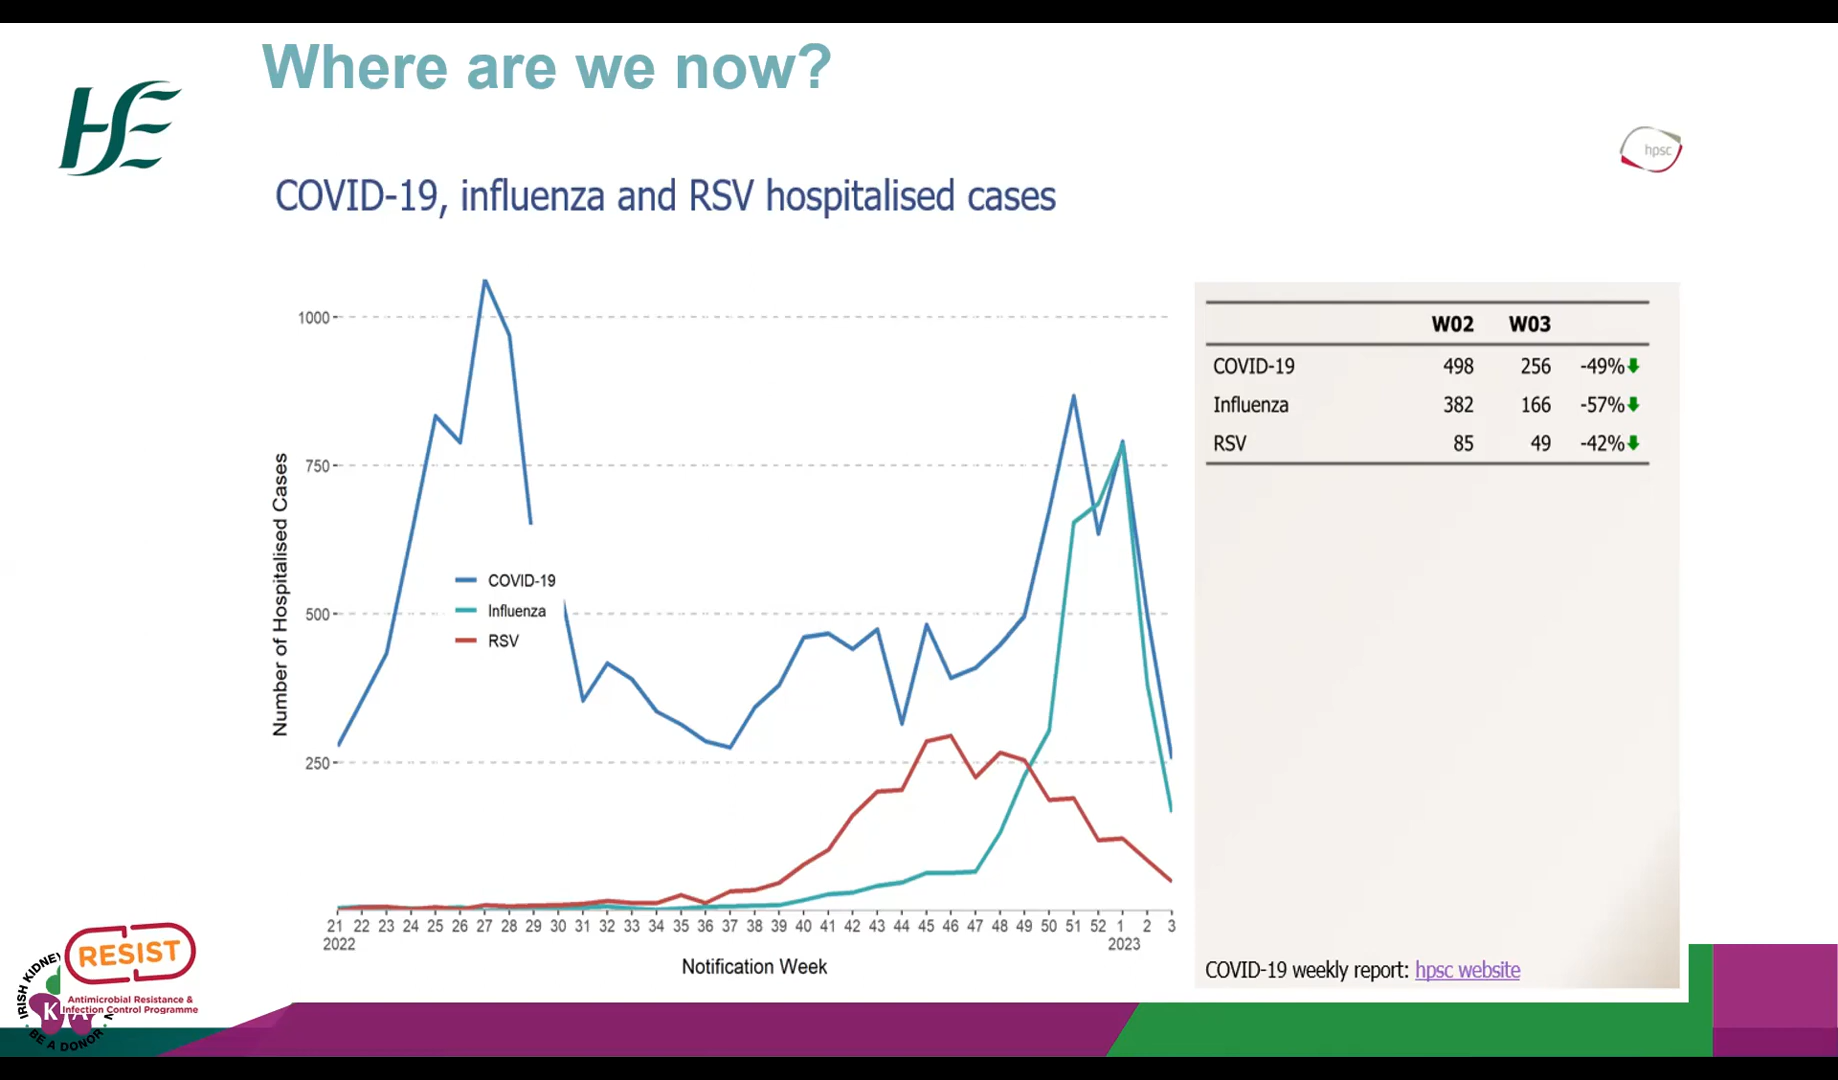 Where are we now?
HSE
hpsc
COVID-19, influenza and RSV hospitalised cases
1000
750
500
250
Number of Hospitalised Cases
COVID-19
Influenza
RSV
21 22 23 24 25 26 27 28 29 30 31 32 33 34 35 36 37 38 39 40 41 42 43 44 45 46 47 48 49 50 51 52 1 2 3
2022 2023
Notification Week
W02 W03
COVID-19 498 256 -49%
Influenza 382 166 -57%
RSV 85 49 -42%
COVID-19 weekly report: hpsc website
RESIST
Antimicrobial Resistance &
Infection Control Programme
IRISH KIDNEY
K A
BE A DONOR